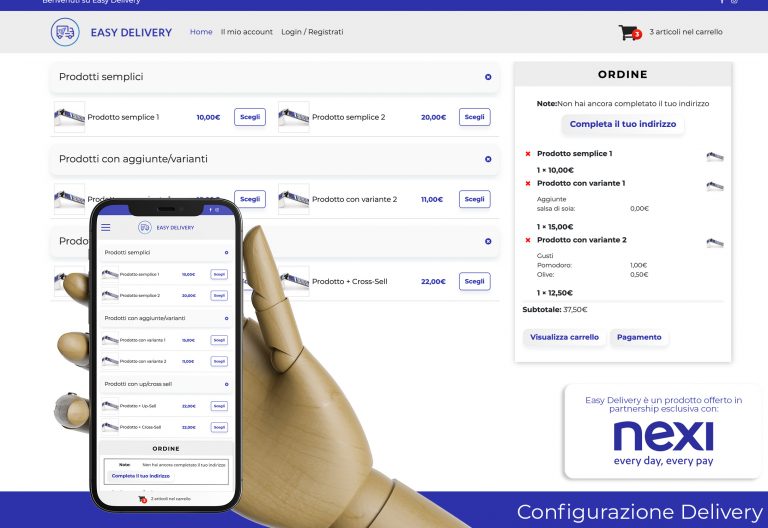 Benvenuti su Easy Delivery
EASY DELIVERY
Home
Il mio account
Login / Registrati
3
3 articoli nel carrello
Prodotti semplici
Prodotto semplice 1
10,00€
Scegli
Prodotto semplice 2
20,00€
Scegli
Prodotti con aggiunte/varianti
Scegli
Prodotto con variante 2
11,00€
Scegli
Prodotto + Cross-Sell
22,00€
Scegli
ORDINE
Note:Non hai ancora completato il tuo indirizzo
Completa il tuo indirizzo
Prodotto semplice 1
1 × 10,00€
Prodotto con variante 1
Aggiunte
salsa di soia: 0,00€
1 × 15,00€
Prodotto con variante 2
Gusti
Pomodoro: 1,00€
Olive: 0,50€
1 × 12,50€
Subtotale: 37,50€
Visualizza carrello
Pagamento
EASY DELIVERY
Prodotti semplici
Prodotto semplice 1
10,00€
Scegli
Prodotto semplice 2
20,00€
Scegli
Prodotti con aggiunte/varianti
Prodotto con variante 1
15,00€
Scegli
Prodotto con variante 2
11,00€
Scegli
Prodotti con up/cross sell
Prodotto + Up-Sell
22,00€
Scegli
Prodotto + Cross-Sell
22,00€
Scegli
ORDINE
Note: Non hai ancora completato il tuo indirizzo
Completa il tuo indirizzo
3 articoli nel carrello
Easy Delivery è un prodotto offerto in
partnership esclusiva con:
nexi
every day, every pay
Configurazione Delivery